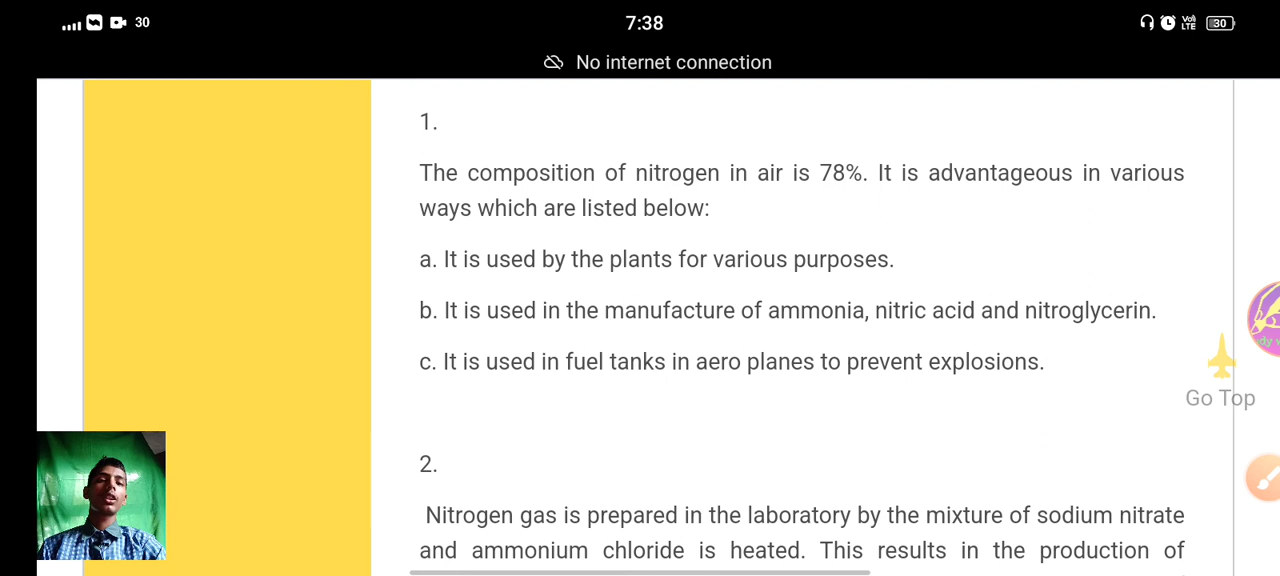 30 7:38 Vol LTE 30
No internet connection
1.
The composition of nitrogen in air is 78%. It is advantageous in various
ways which are listed below:
a. It is used by the plants for various purposes.
b. It is used in the manufacture of ammonia, nitric acid and nitroglycerin.
c. It is used in fuel tanks in aero planes to prevent explosions.
Go Top
2.
Nitrogen gas is prepared in the laboratory by the mixture of sodium nitrate
and ammonium chloride is heated. This results in the production of